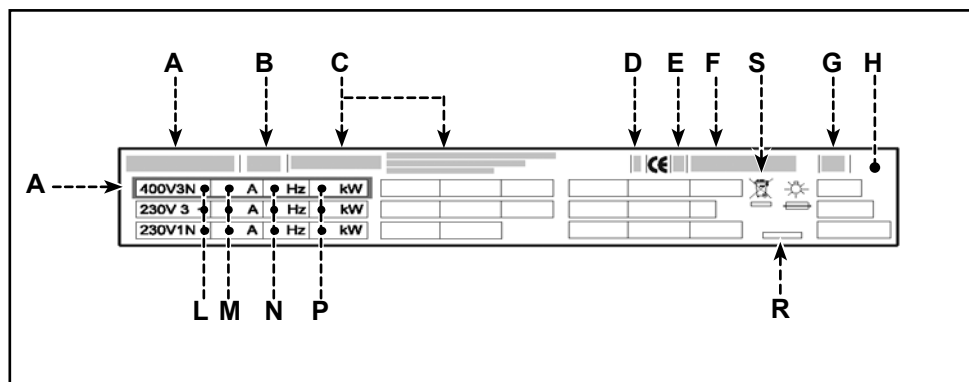 A B C D E F S G H
CE
A 400V3N A Hz kW
230V 3 A Hz kW
230V1N A Hz kW
L M N P R